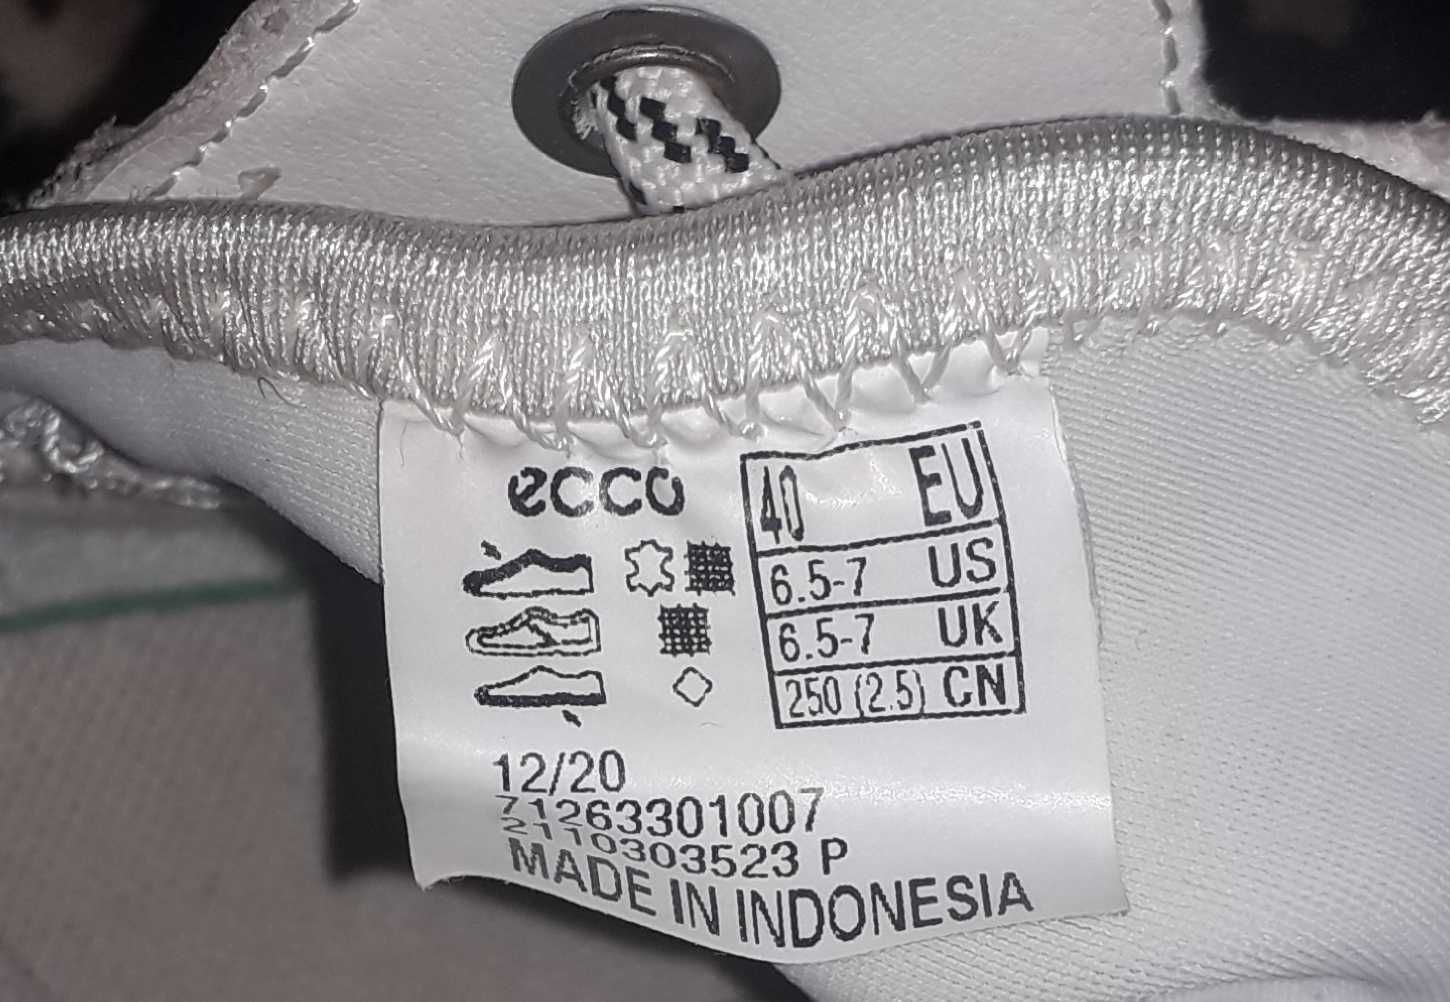 ecco
40 EU
6.5-7 US
6.5-7 UK
250 (2.5) CN
12/20
71263301007
2110303523 P
MADE IN INDONESIA